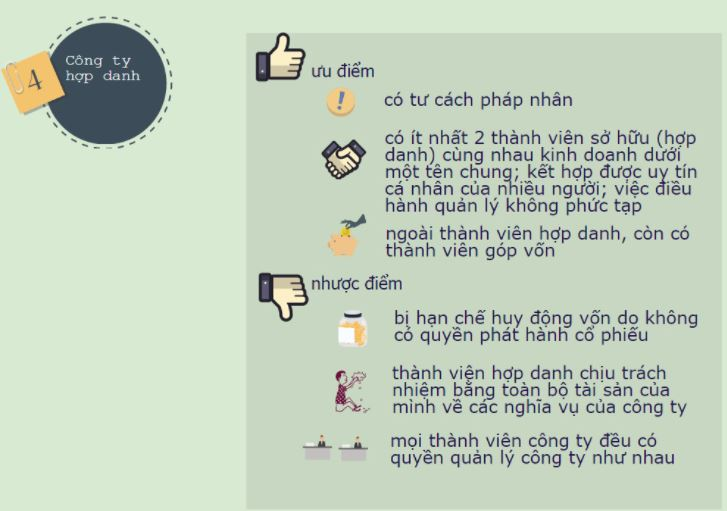 4
Công ty
hợp danh
ưu điểm
có tư cách pháp nhân
có ít nhất 2 thành viên sở hữu (hợp
danh) cùng nhau kinh doanh dưới
một tên chung; kết hợp được uy tín
cá nhân của nhiều người; việc điều
hành quản lý không phức tạp
ngoài thành viên hợp danh, còn có
thành viên góp vốn
nhược điểm
bị hạn chế huy động vốn do không
có quyền phát hành cổ phiếu
thành viên hợp danh chịu trách
nhiệm bằng toàn bộ tài sản của
mình về các nghĩa vụ của công ty
mọi thành viên công ty đều có
quyền quản lý công ty như nhau